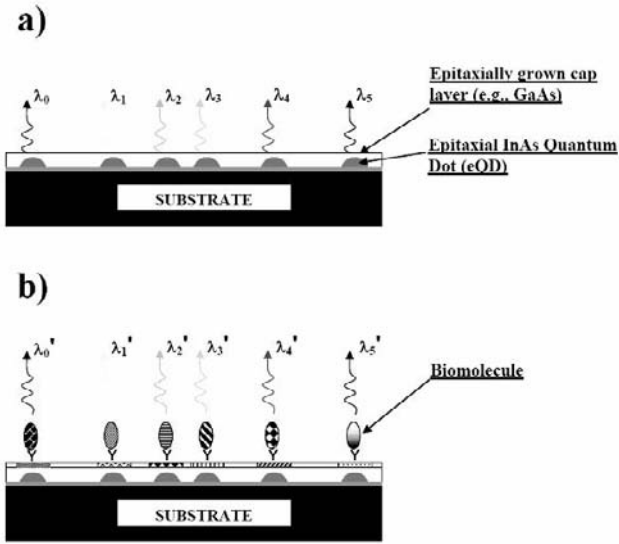 a)
λ0 λ1 λ2 λ3 λ4 λ5
Epitaxially grown cap
layer (e.g., GaAs)
Epitaxial InAs Quantum
Dot (eQD)
SUBSTRATE
b)
λ0' λ1' λ2' λ3' λ4' λ5'
Biomolecule
SUBSTRATE